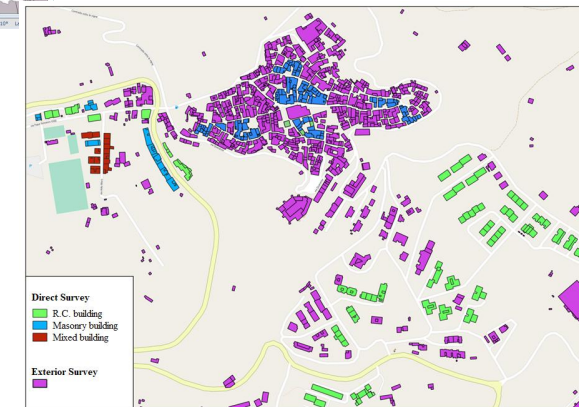 Direct Survey
R.C. building
Masonry building
Mixed building
Exterior Survey